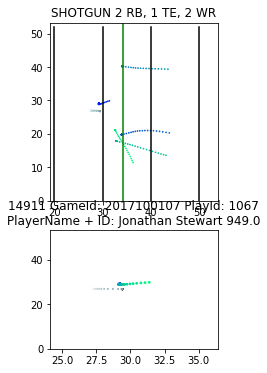 SHOTGUN 2 RB, 1 TE, 2 WR
50
40
30
20
10
0
20 30 40 50
14911 GameId: 2017100107 PlayId: 1067
PlayerName + ID: Jonathan Stewart 949.0
40
20
0
25.0 27.5 30.0 32.5 35.0